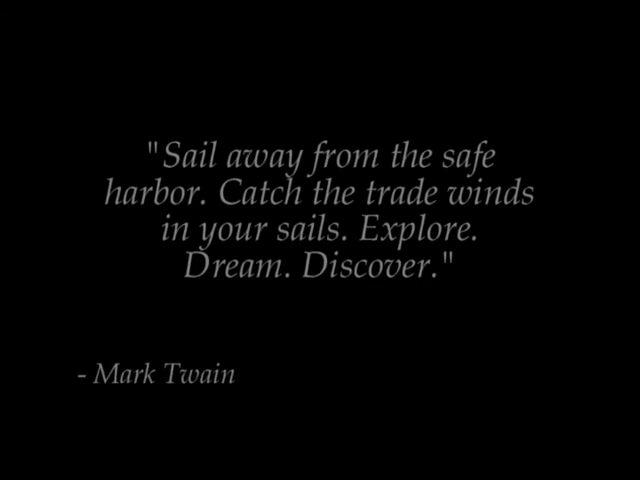 "Sail away from the safe
harbor. Catch the trade winds
in your sails. Explore.
Dream. Discover."
- Mark Twain